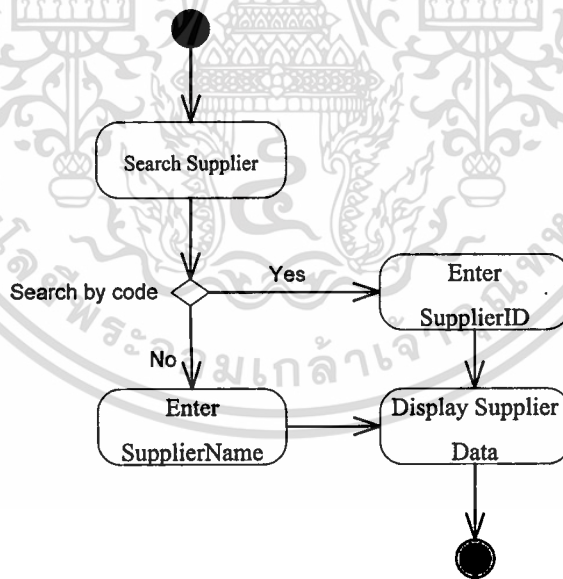 Search Supplier
Search by code
Yes
Enter
SupplierID
No
Enter
SupplierName
Display Supplier
Data